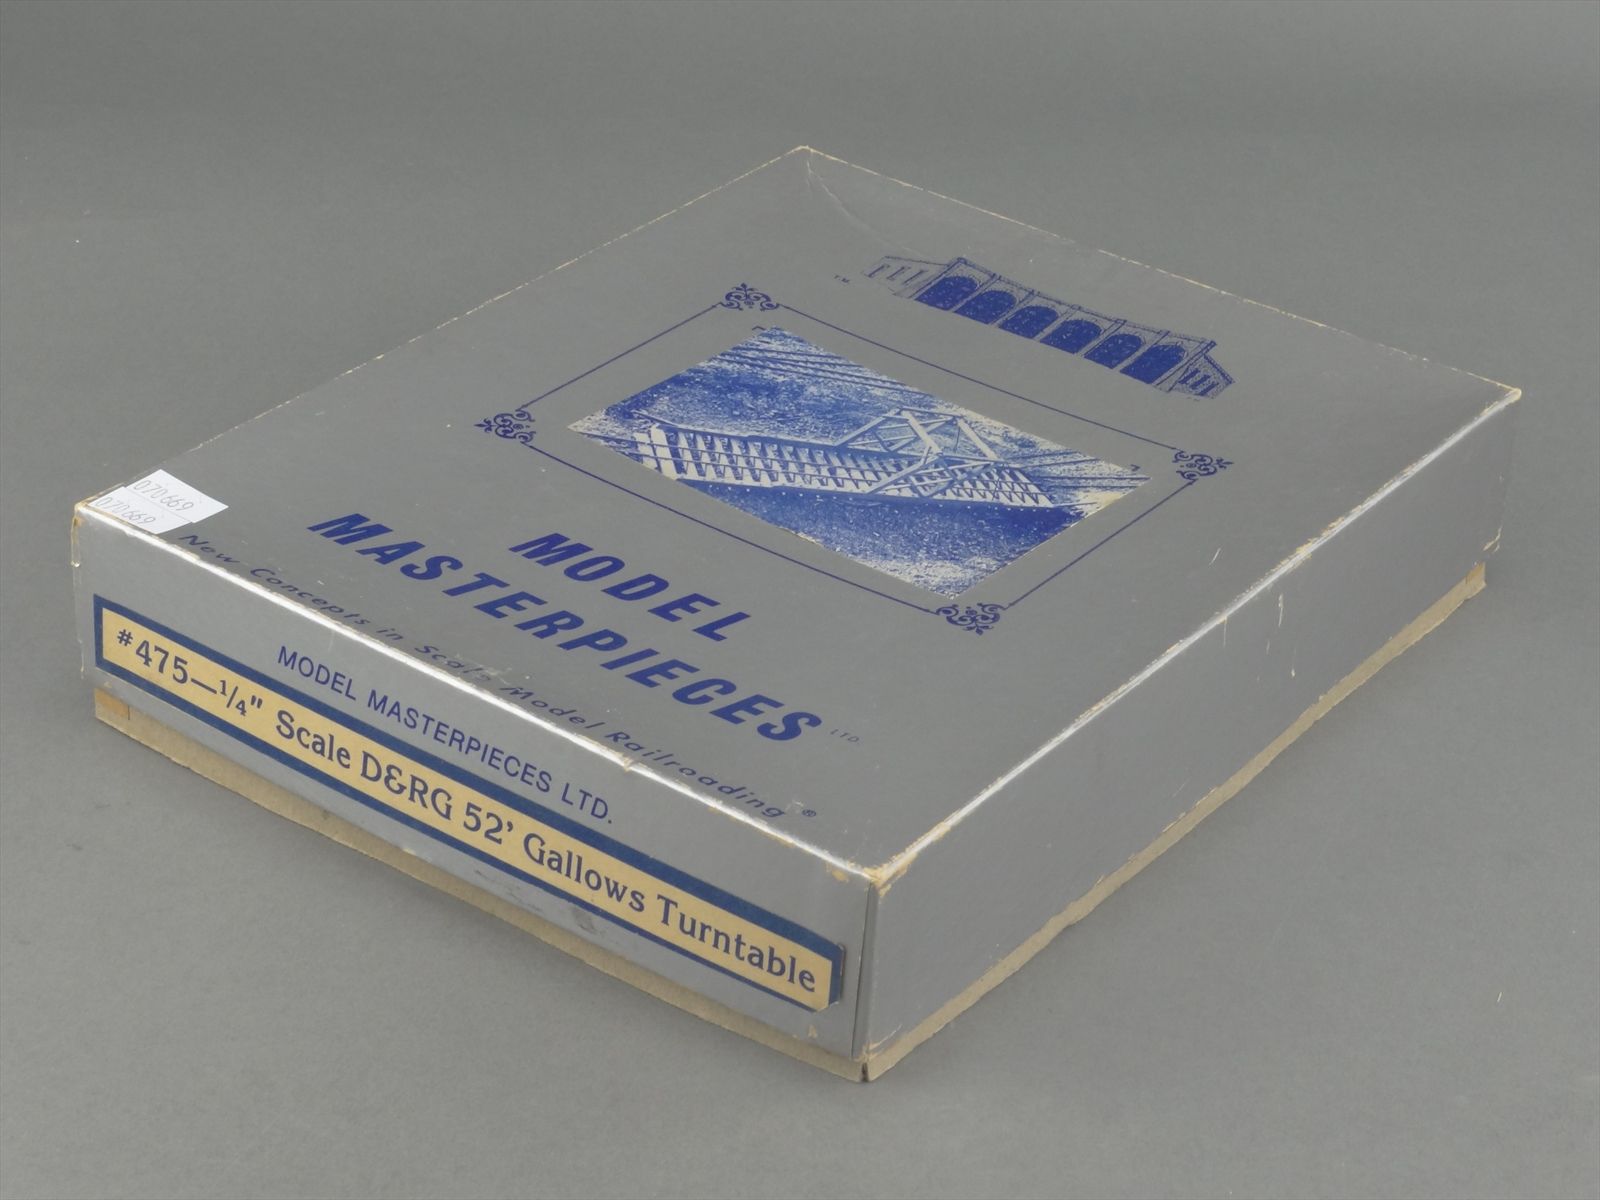 T.M.
MODEL
MASTERPIECES LTD.
New Concepts in Scale Model Railroading ®
070669
070669
MODEL MASTERPIECES LTD.
#475—1/4" Scale D&RG 52' Gallows Turntable